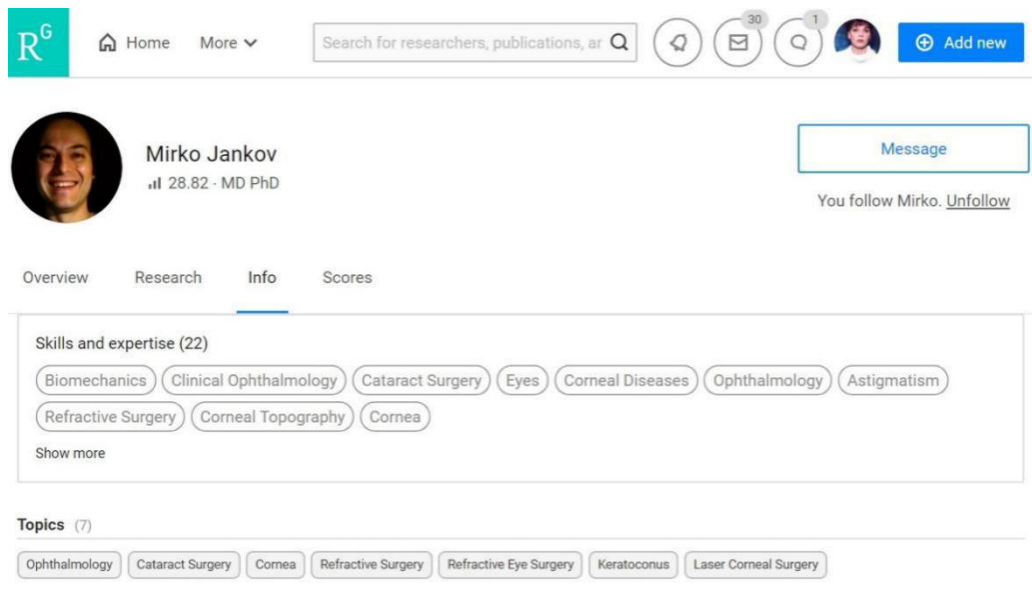 RG Home More Search for researchers, publications, ar 30 1 Add new
Mirko Jankov
28.82 · MD PhD
Message
You follow Mirko. Unfollow
Overview Research Info Scores
Skills and expertise (22)
Biomechanics Clinical Ophthalmology Cataract Surgery Eyes Corneal Diseases Ophthalmology Astigmatism
Refractive Surgery Corneal Topography Cornea
Show more
Topics (7)
Ophthalmology Cataract Surgery Cornea Refractive Surgery Refractive Eye Surgery Keratoconus Laser Corneal Surgery